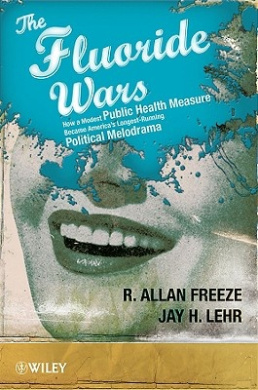 The
Fluoride
Wars
How a Modest Public Health Measure
Became America's Longest-Running
Political Melodrama
R. ALLAN FREEZE
JAY H. LEHR
WILEY